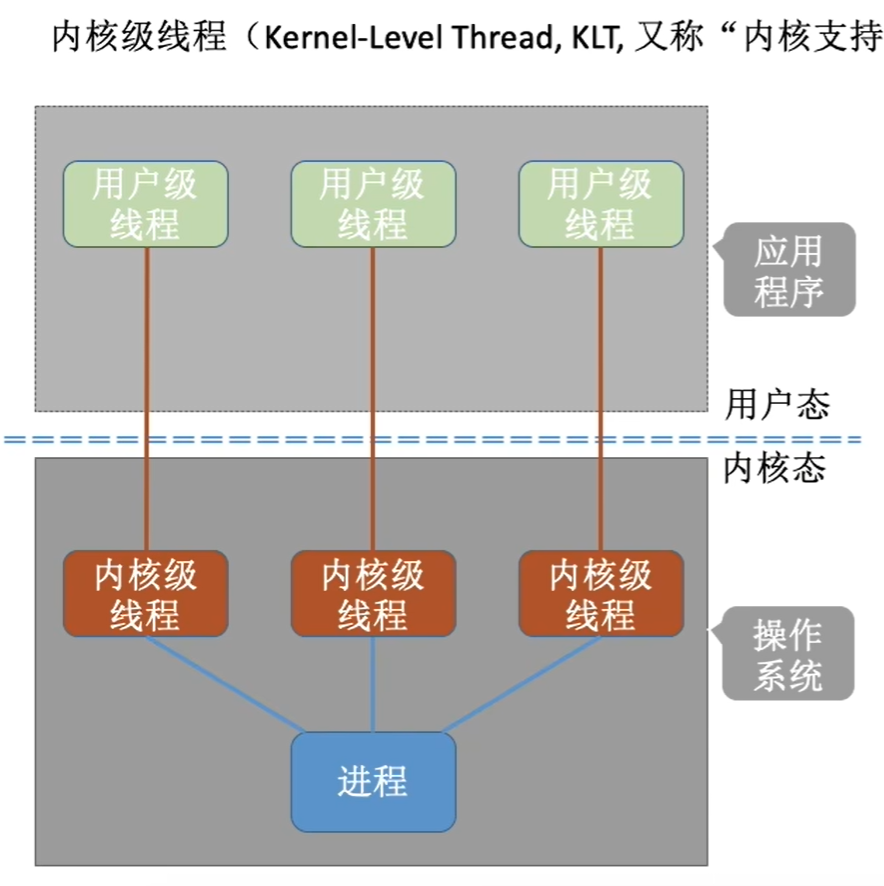 内核级线程（Kernel-Level Thread, KLT, 又称“内核支持
用户级
线程
用户级
线程
用户级
线程
应用
程序
用户态
内核态
内核级
线程
内核级
线程
内核级
线程
操作
系统
进程